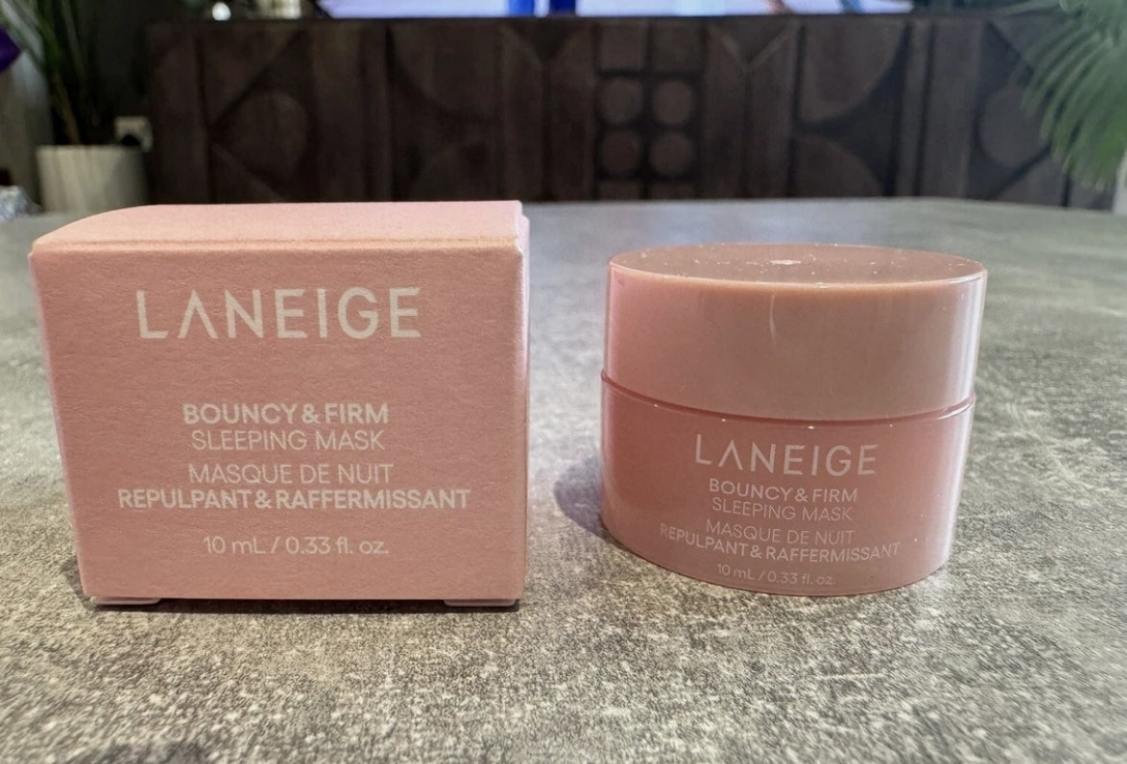 LANEIGE
BOUNCY & FIRM
SLEEPING MASK
MASQUE DE NUIT
REPULPANT & RAFFERMISSANT
10 mL / 0.33 fl. oz.
LANEIGE
BOUNCY & FIRM
SLEEPING MASK
MASQUE DE NUIT
REPULPANT & RAFFERMISSANT
10 mL / 0.33 fl. oz.